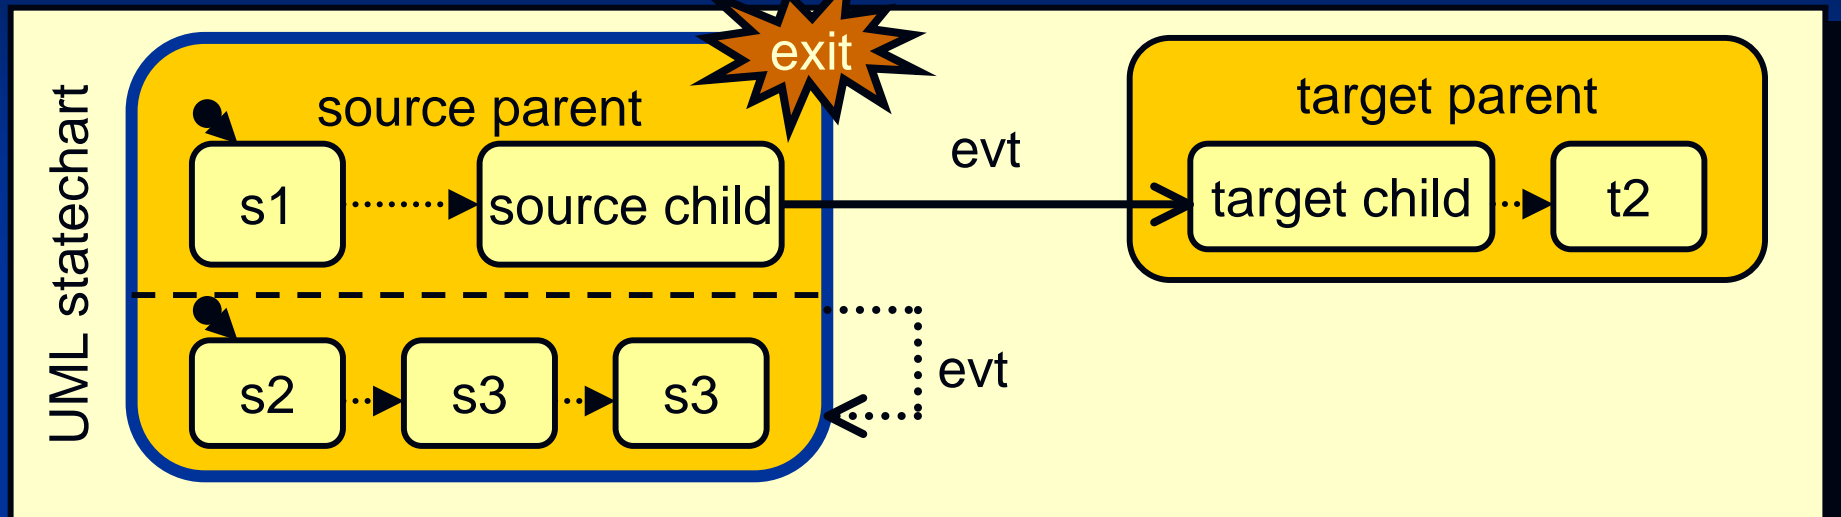 UML statechart
exit
source parent
target parent
evt
s1
source child
target child
t2
evt
s2
s3
s3